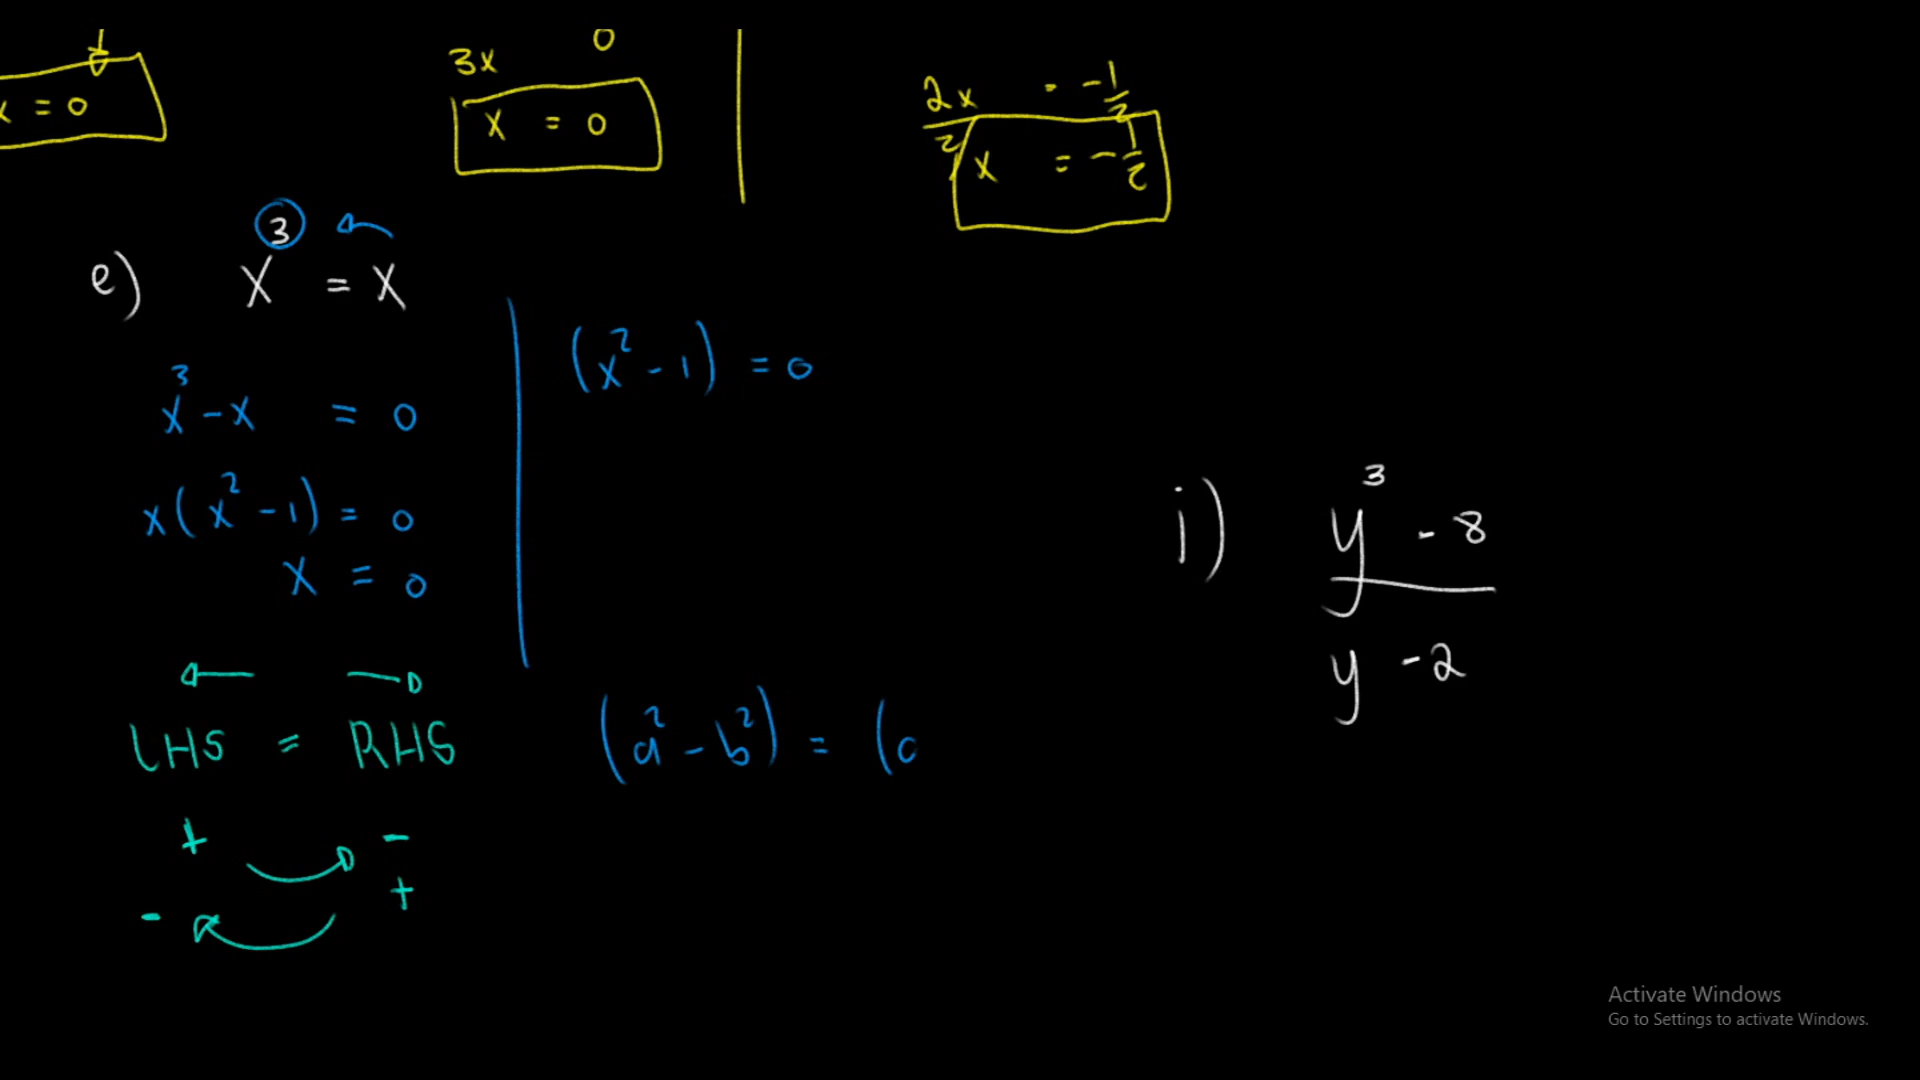 x = 0
3x 0
x = 0
2x/2 = -1/2
x = -1/2
e) x³ = x
x³ - x = 0
x(x² - 1) = 0
x = 0
(x² - 1) = 0
LHS = RHS
+ -
- +
(a² - b²) = (a
i) y³ - 8
y - 2
Activate Windows
Go to Settings to activate Windows.